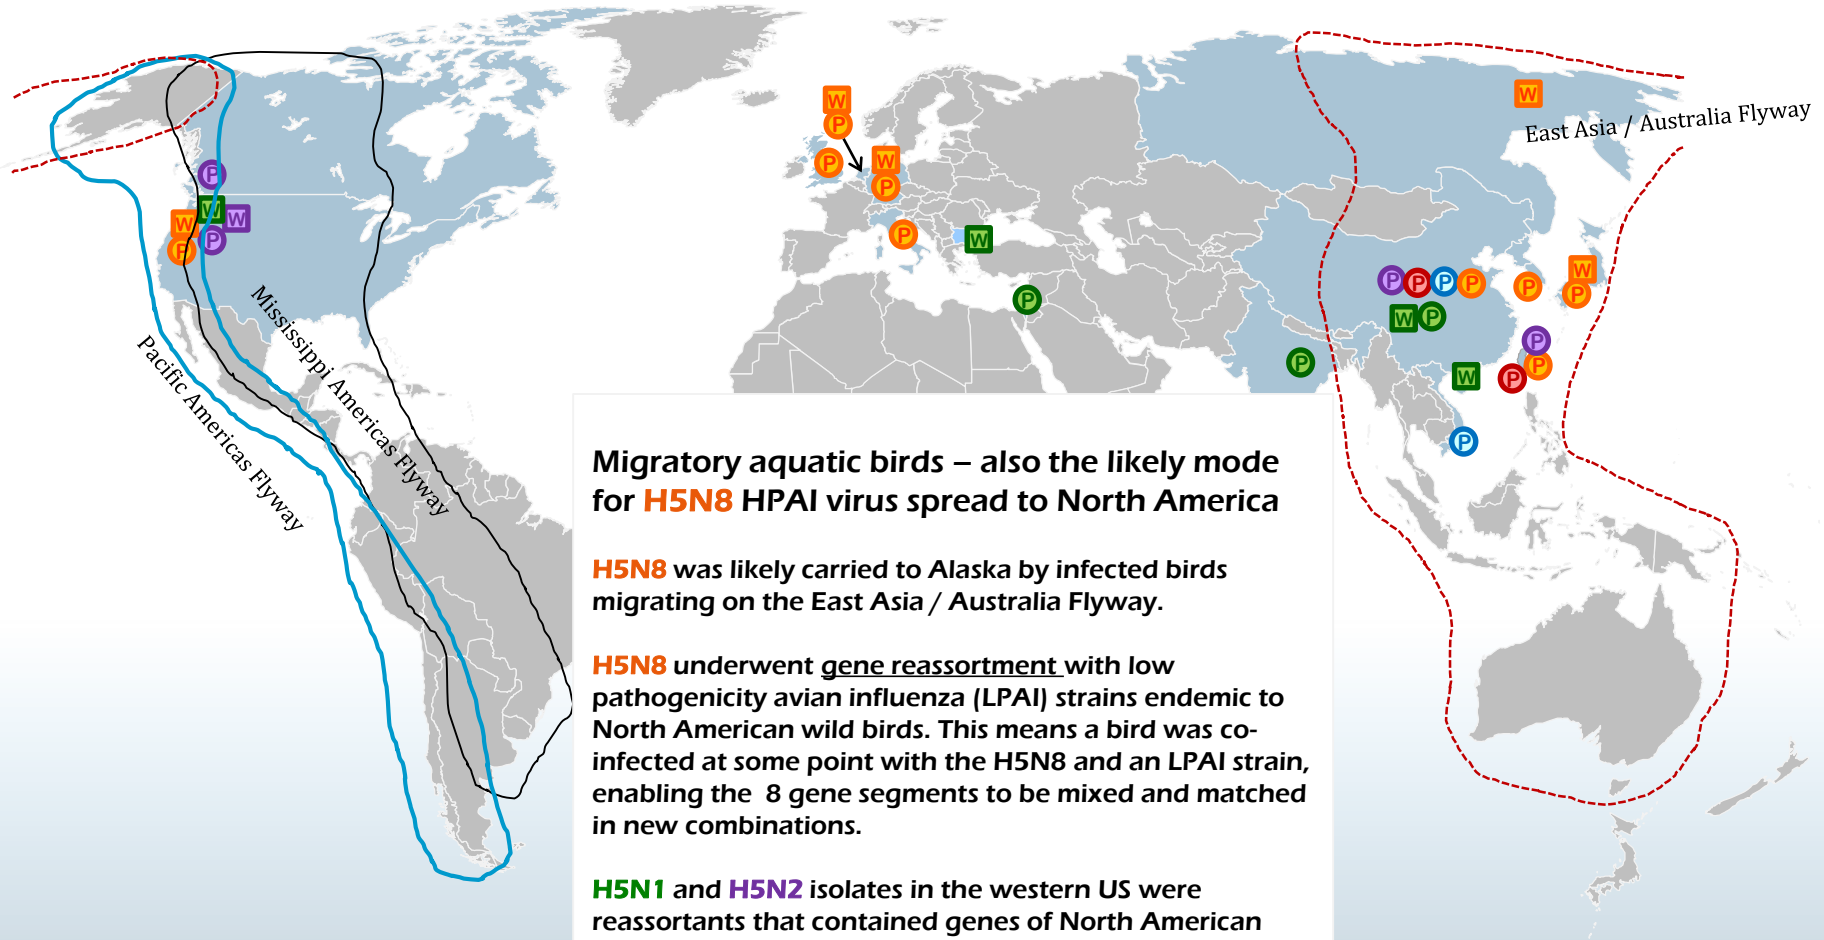 W
P
P
W
P
P
W
W
P
East Asia / Australia Flyway
P
W
W
W
P
P
P
P
P
P
P
W
P
P
W
P
P
P
P
P
W
P
P
Mississippi Americas Flyway
Pacific Americas Flyway
Migratory aquatic birds – also the likely mode
for H5N8 HPAI virus spread to North America
H5N8 was likely carried to Alaska by infected birds
migrating on the East Asia / Australia Flyway.
H5N8 underwent gene reassortment with low
pathogenicity avian influenza (LPAI) strains endemic to
North American wild birds. This means a bird was co-
infected at some point with the H5N8 and an LPAI strain,
enabling the  8 gene segments to be mixed and matched
in new combinations.
H5N1 and H5N2 isolates in the western US were
reassortants that contained genes of North American